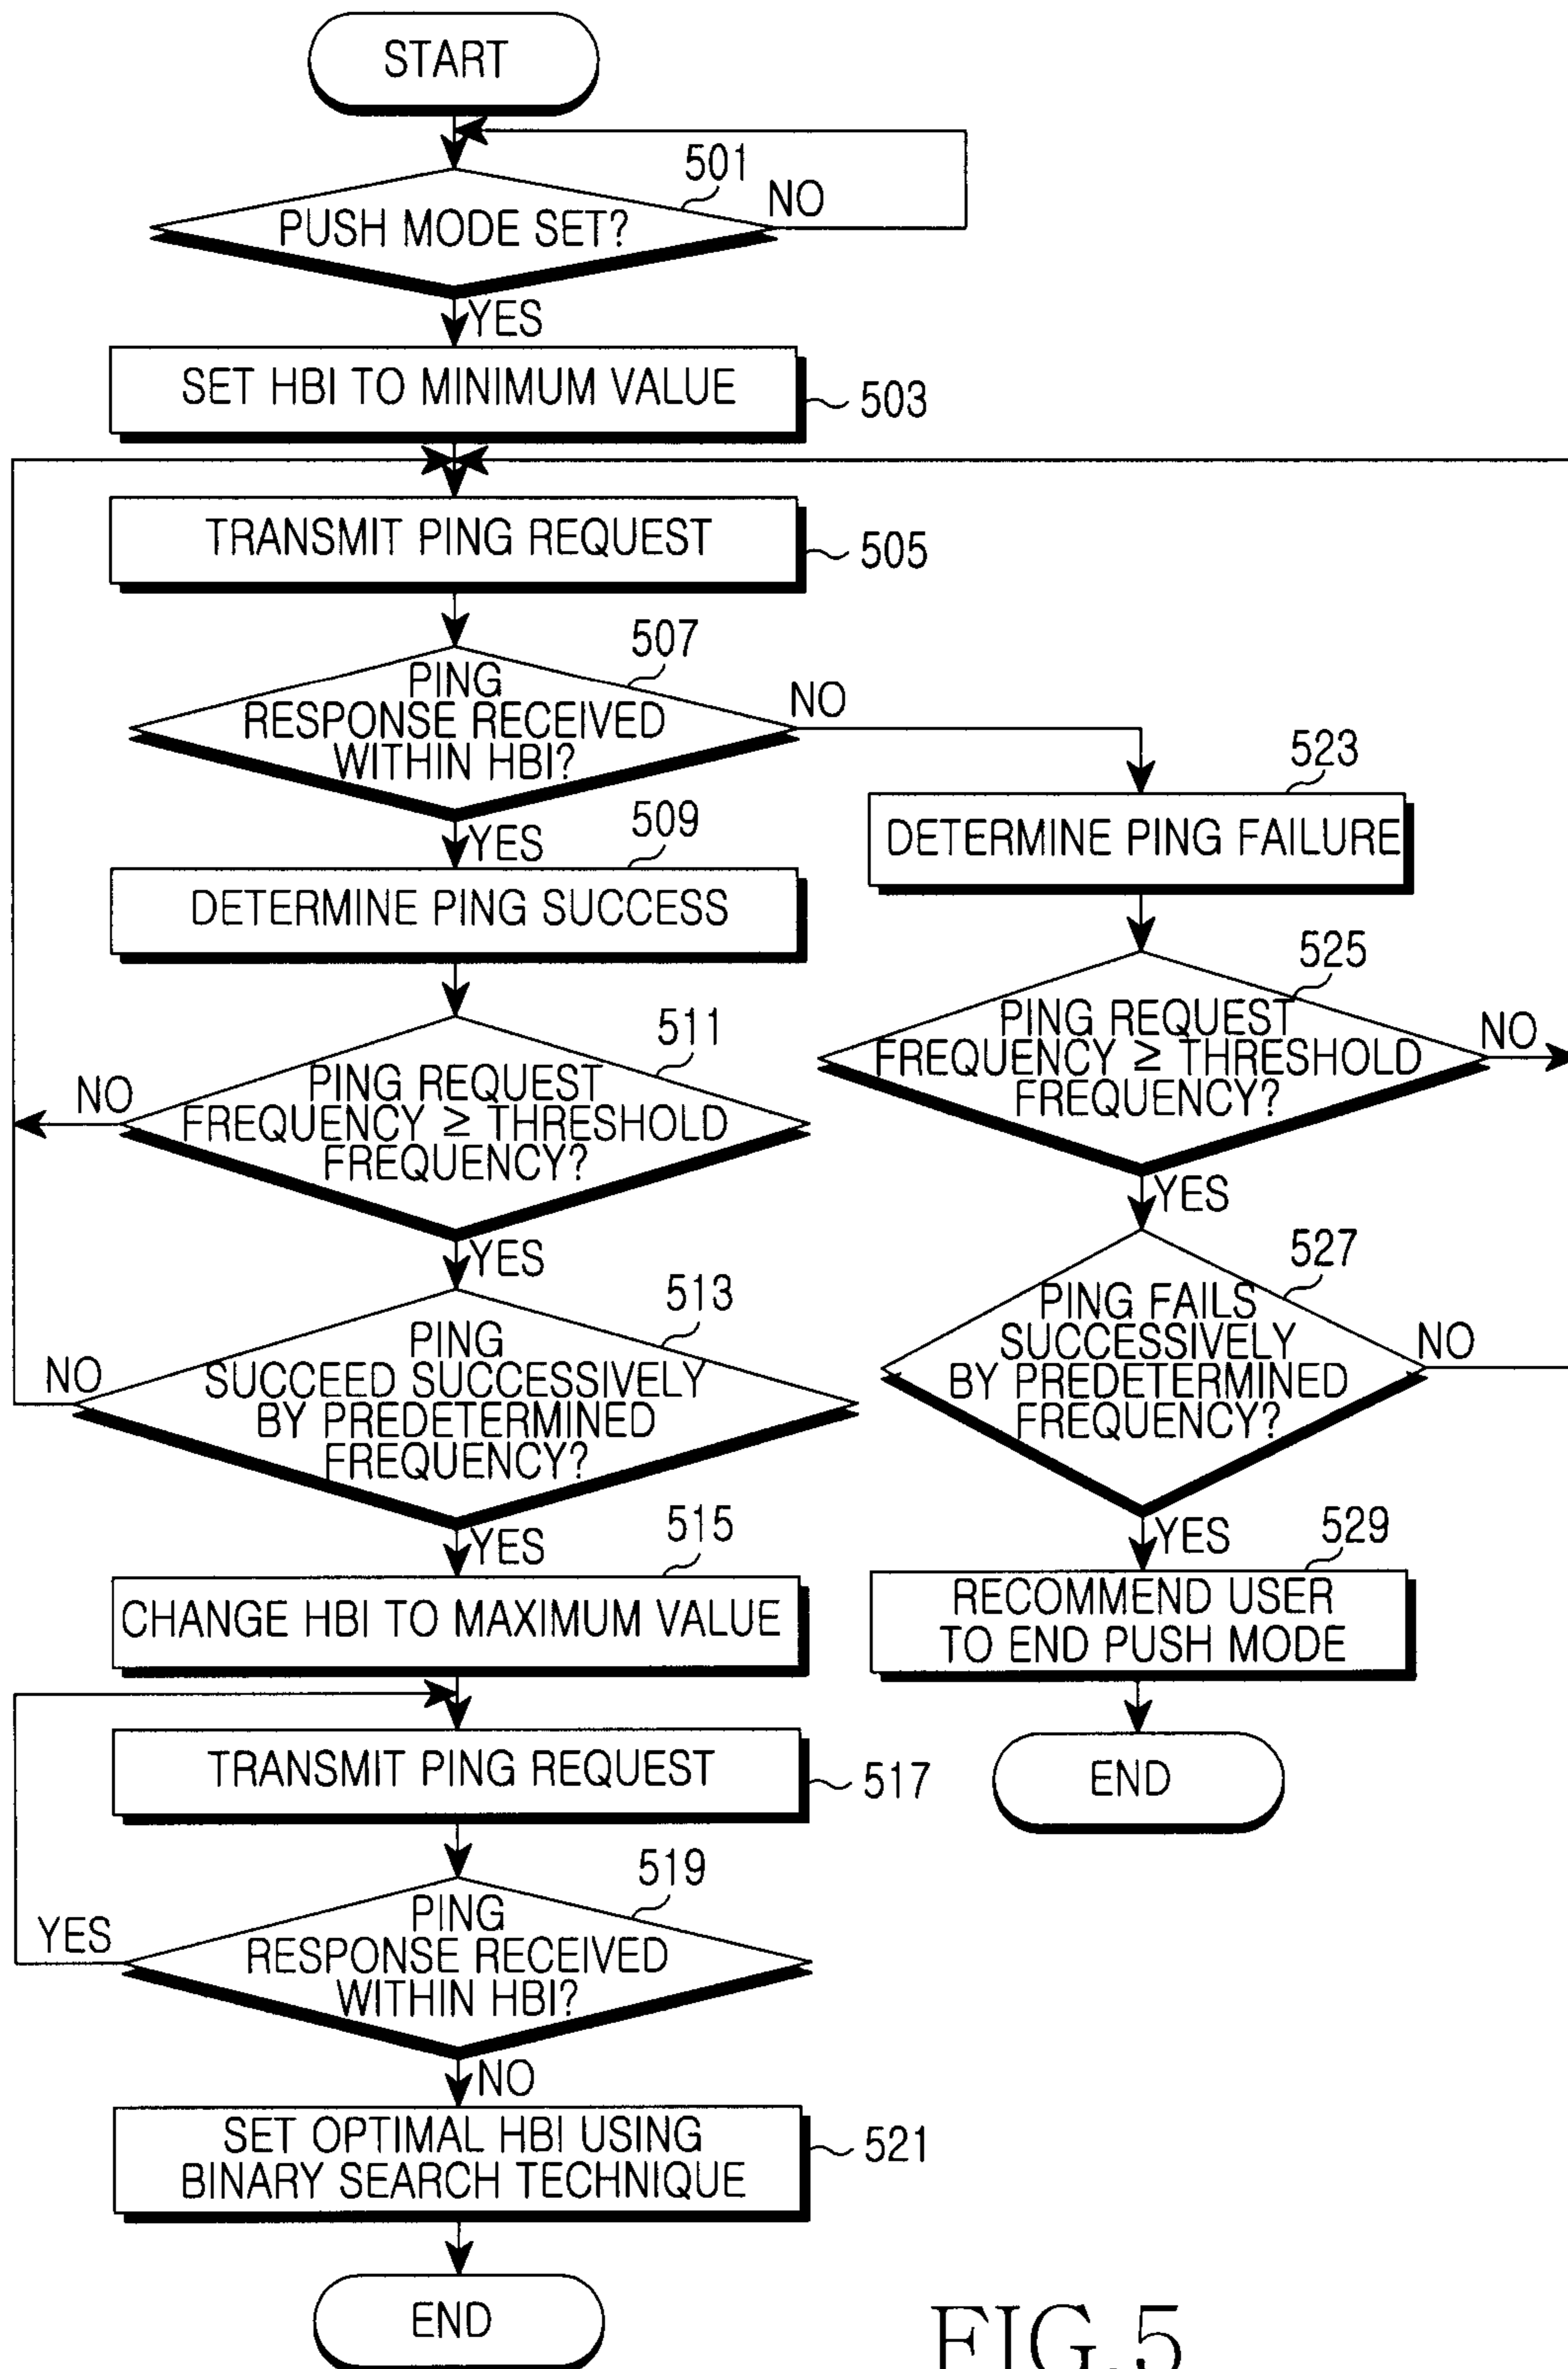 START
501
NO
PUSH MODE SET?
YES
SET HBI TO MINIMUM VALUE
503
TRANSMIT PING REQUEST
505
507
PING
RESPONSE RECEIVED
WITHIN HBI?
NO
YES
509
DETERMINE PING SUCCESS
511
PING REQUEST
FREQUENCY ≥ THRESHOLD
FREQUENCY?
NO
YES
513
PING
SUCCEED SUCCESSIVELY
BY PREDETERMINED
FREQUENCY?
NO
YES
515
CHANGE HBI TO MAXIMUM VALUE
TRANSMIT PING REQUEST
517
519
PING
RESPONSE RECEIVED
WITHIN HBI?
YES
NO
SET OPTIMAL HBI USING
BINARY SEARCH TECHNIQUE
521
END
523
DETERMINE PING FAILURE
525
PING REQUEST
FREQUENCY ≥ THRESHOLD
FREQUENCY?
NO
YES
527
PING FAILS
SUCCESSIVELY
BY PREDETERMINED
FREQUENCY?
NO
YES
529
RECOMMEND USER
TO END PUSH MODE
END
FIG.5